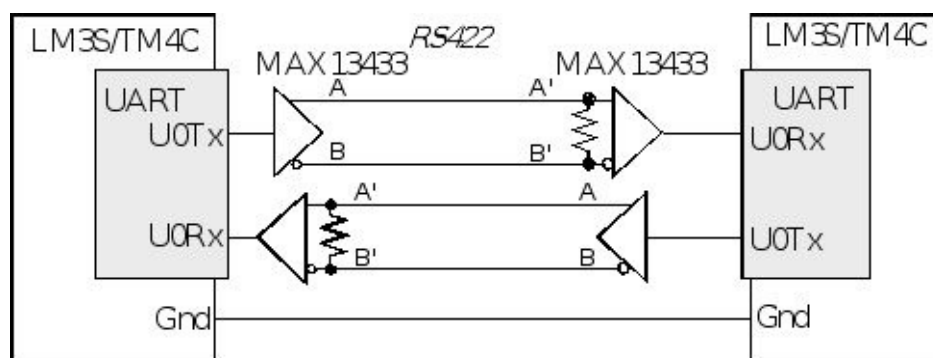 LM3S/TM4C
RS422
LM3S/TM4C
MAX13433
MAX13433
UART
A
A'
UART
U0Tx
U0Rx
B
B'
A'
A
U0Rx
U0Tx
B'
B
Gnd
Gnd